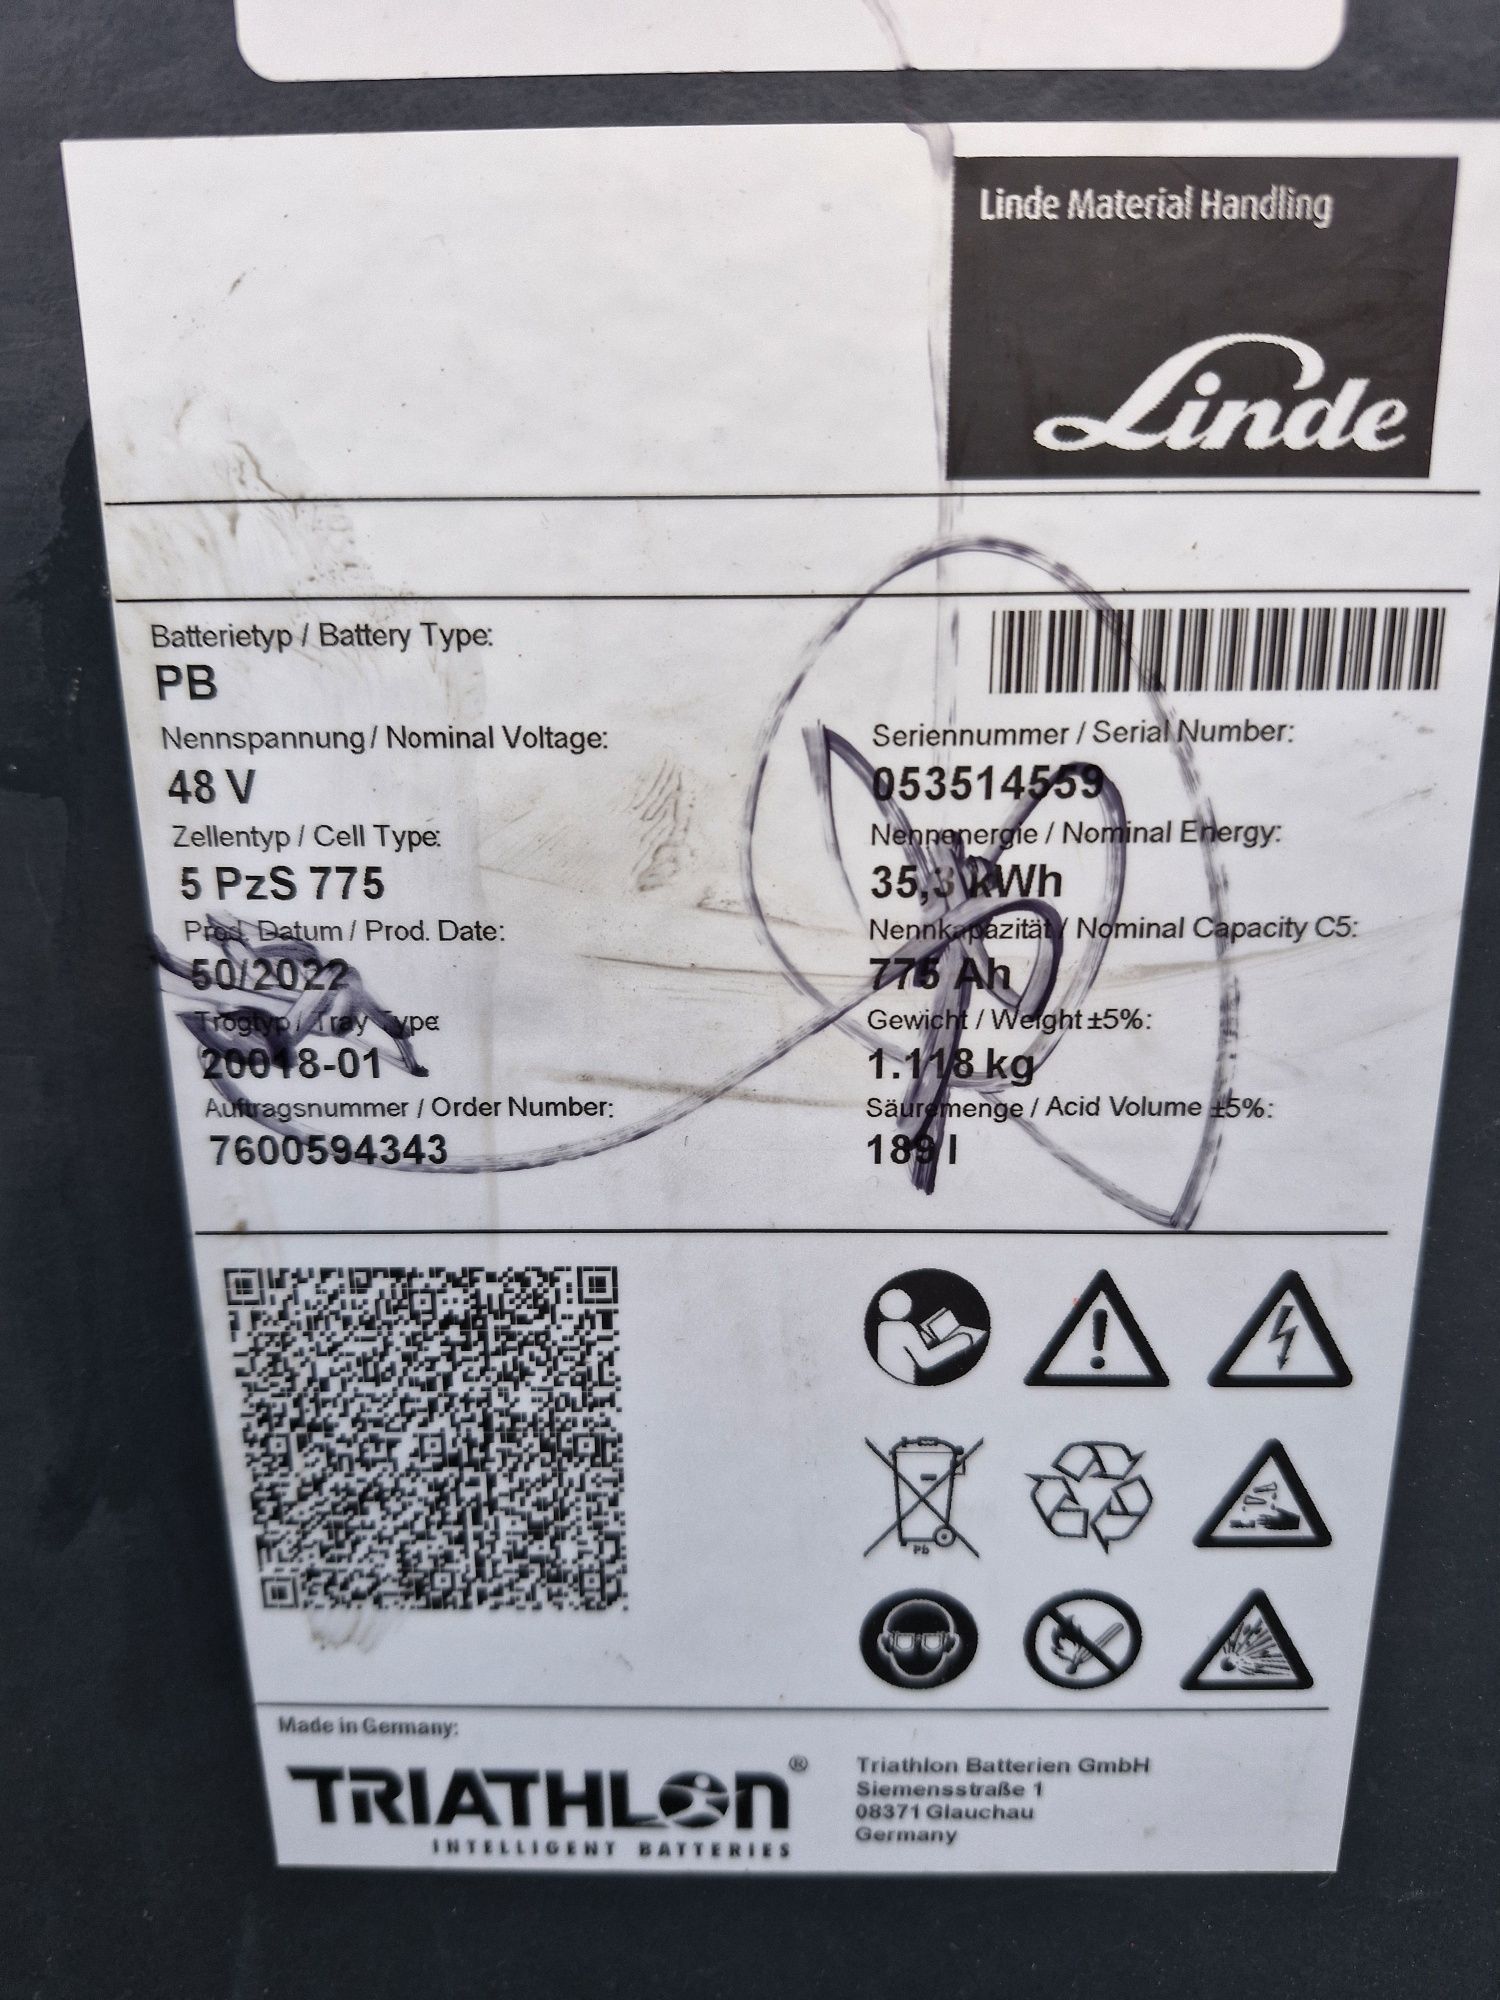 Linde Material Handling
Linde
Batterietyp / Battery Type:
PB
Nennspannung / Nominal Voltage:
48 V
Zellentyp / Cell Type:
5 PzS 775
Prod. Datum / Prod. Date:
50/2022
Trogtyp / Tray Type:
20018-01
Auftragsnummer / Order Number:
7600594343
Seriennummer / Serial Number:
053514559
Nennenergie / Nominal Energy:
35,3 kWh
Nennkapazität / Nominal Capacity C5:
775 Ah
Gewicht / Weight ±5%:
1.118 kg
Säuremenge / Acid Volume ±5%:
189 l
Pb
Made in Germany:
TRIATHLON®
INTELLIGENT BATTERIES
Triathlon Batterien GmbH
Siemensstraße 1
08371 Glauchau
Germany